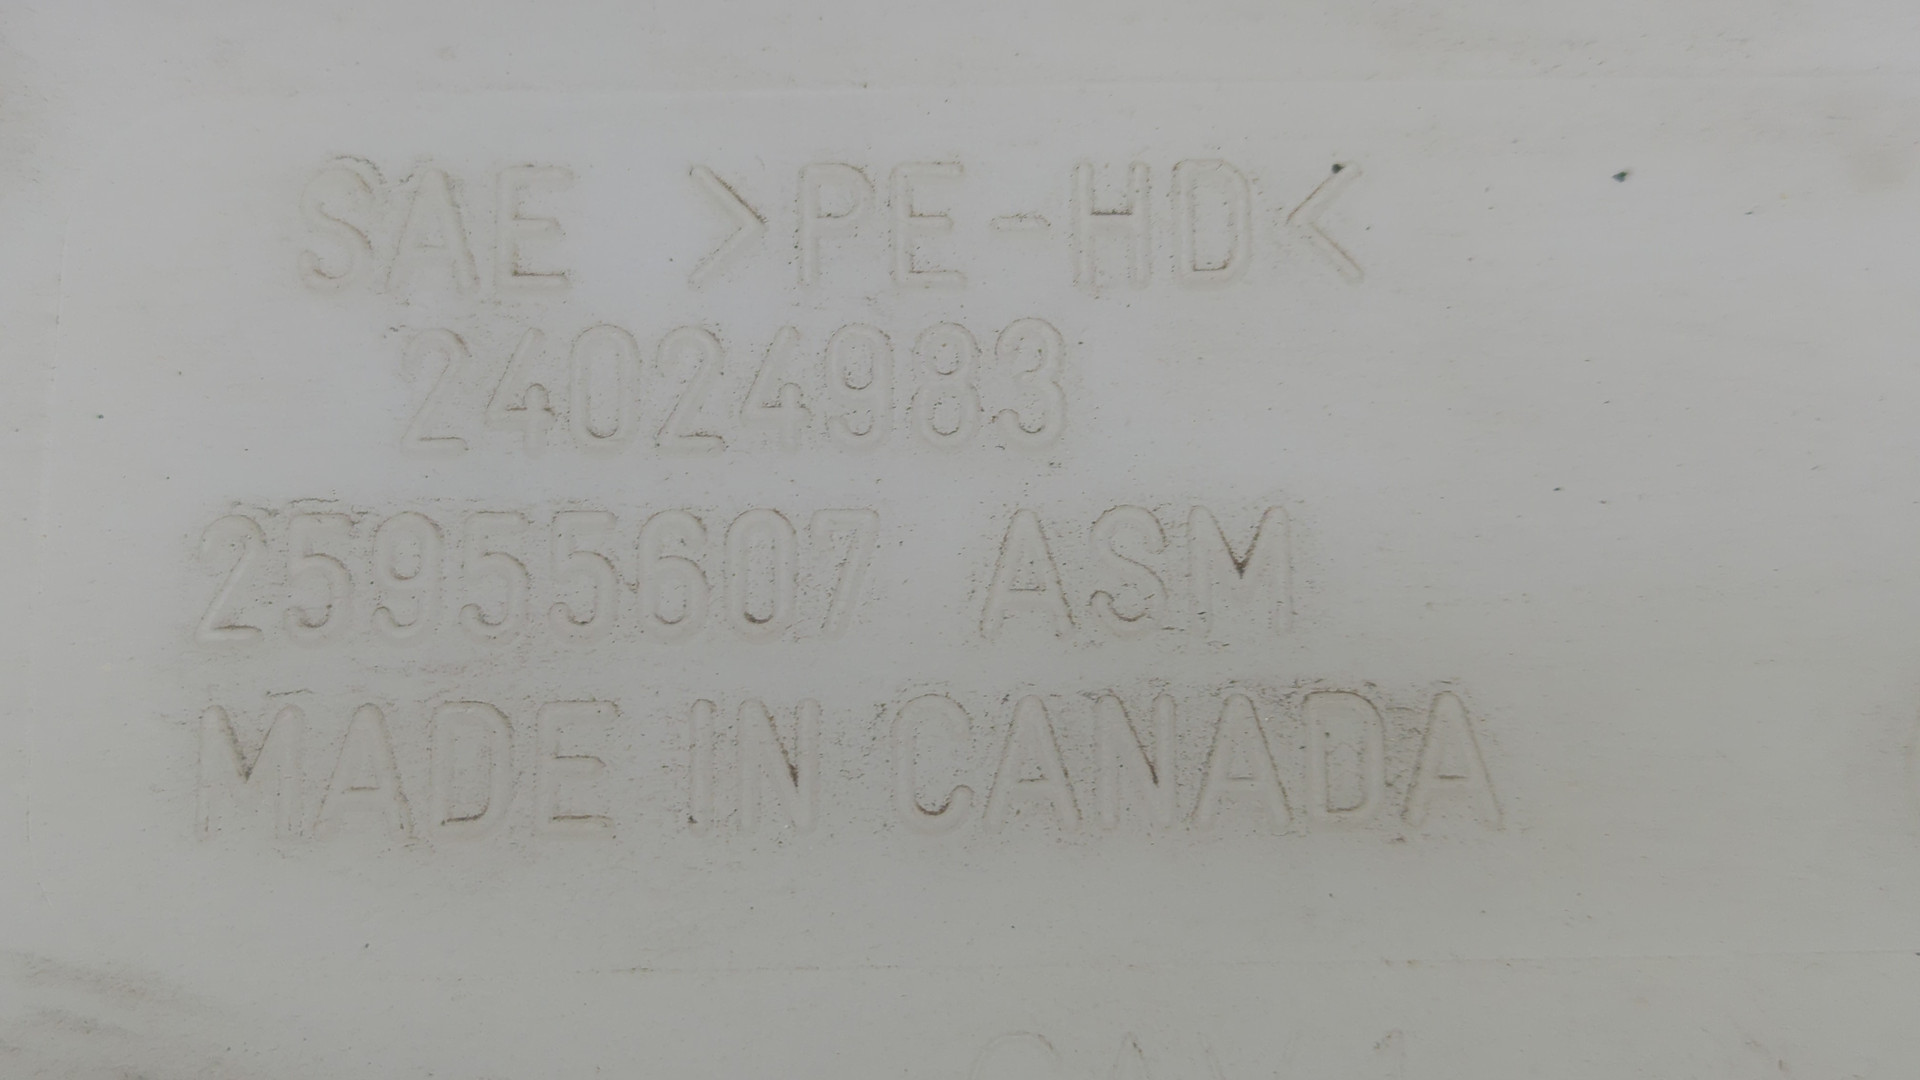 SAE >PE-HD<
24024983
25955607 ASM
MADE IN CANADA